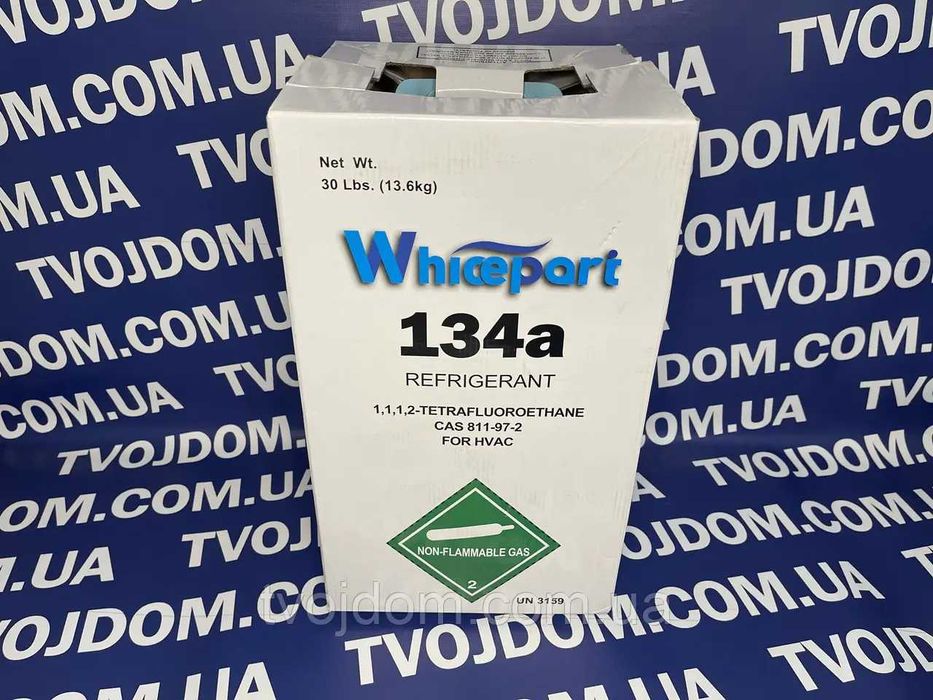 TVOJDOM.COM.UA
Net Wt.
30 Lbs. (13.6kg)
Whicepart
134a
REFRIGERANT
1,1,1,2-TETRAFLUOROETHANE
CAS 811-97-2
FOR HVAC
NON-FLAMMABLE GAS
2
UN 3159
tvojdom.com.ua